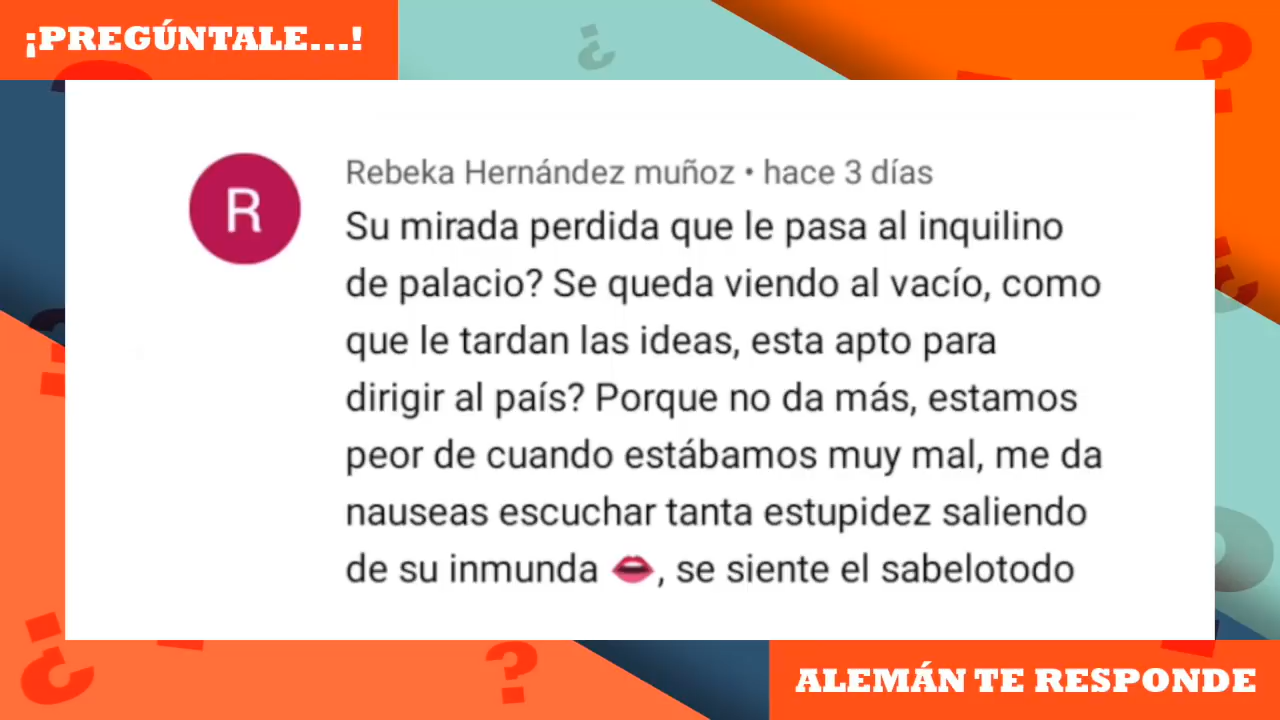 ¡PREGÚNTALE...!
R
Rebeka Hernández muñoz • hace 3 días
Su mirada perdida que le pasa al inquilino
de palacio? Se queda viendo al vacío, como
que le tardan las ideas, esta apto para
dirigir al país? Porque no da más, estamos
peor de cuando estábamos muy mal, me da
nauseas escuchar tanta estupidez saliendo
de su inmunda 👄, se siente el sabelotodo
ALEMÁN TE RESPONDE